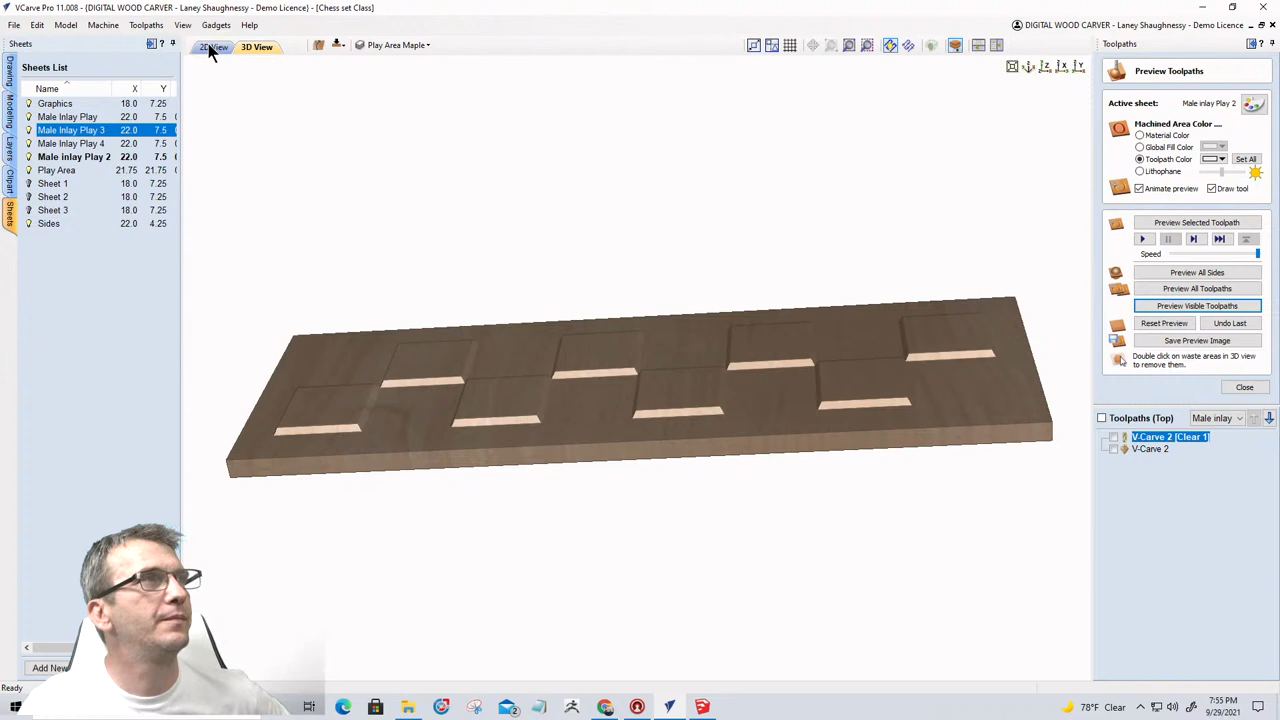 VCarve Pro 11.008 - {DIGITAL WOOD CARVER - Laney Shaughnessy - Demo Licence} - [Chess set Class]
File Edit Model Machine Toolpaths View Gadgets Help
DIGITAL WOOD CARVER - Laney Shaughnessy - Demo Licence
Sheets
2D View 3D View
Play Area Maple
Toolpaths
Sheets List
Name X Y
Graphics 18.0 7.25
Male Inlay Play 22.0 7.5
Male Inlay Play 3 22.0 7.5
Male Inlay Play 4 22.0 7.5
Male inlay Play 2 22.0 7.5
Play Area 21.75 21.75
Sheet 1 18.0 7.25
Sheet 2 18.0 7.25
Sheet 3 18.0 7.25
Sides 22.0 4.25
Drawing
Modeling
Layers
Clipart
Sheets
Add New
Ready
Preview Toolpaths
Active sheet: Male inlay Play 2
Machined Area Color ....
Material Color
Global Fill Color
Toolpath Color Set All
Lithophane
Animate preview Draw tool
Preview Selected Toolpath
Speed
Preview All Sides
Preview All Toolpaths
Preview Visible Toolpaths
Reset Preview Undo Last
Save Preview Image
Double click on waste areas in 3D view
to remove them.
Close
Toolpaths (Top) Male inlay
V-Carve 2 [Clear 1]
V-Carve 2
78°F Clear
7:55 PM
9/29/2021